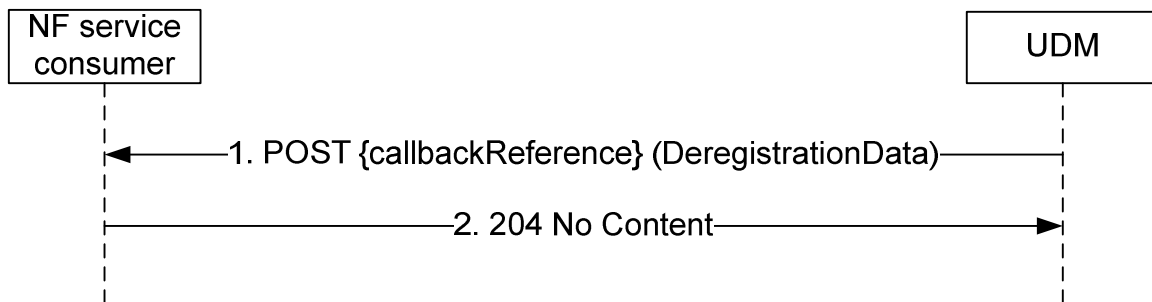 NF service
consumer
UDM
1. POST {callbackReference} (DeregistrationData)
2. 204 No Content